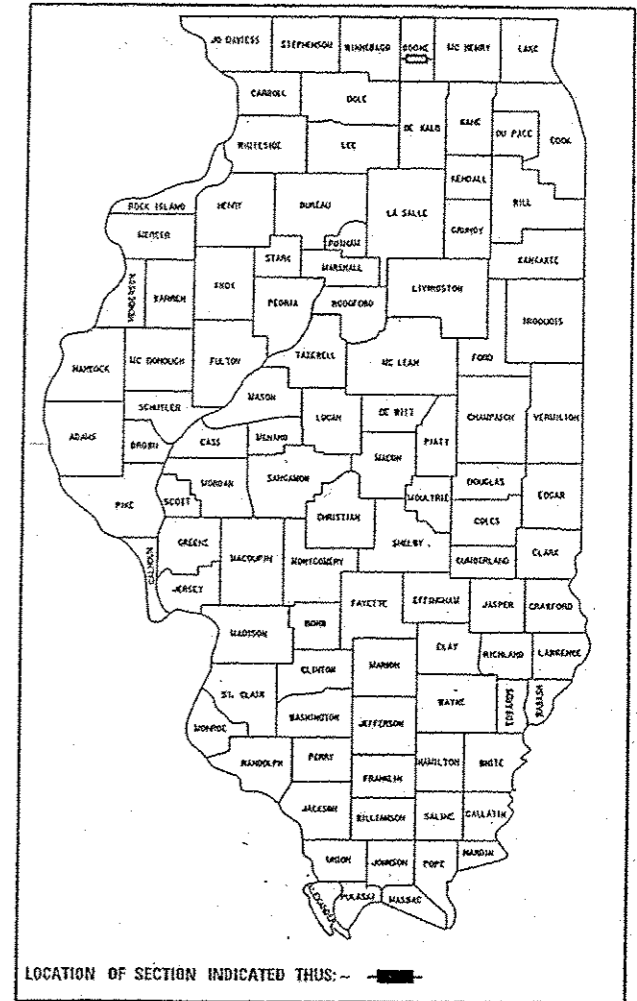 JO DAVIESS STEPHENSON WINNEBAGO BOONE MC HENRY LAKE
CARROLL OGLE DE KALB KANE DU PAGE COOK
WHITESIDE LEE KENDALL WILL
ROCK ISLAND HENRY BUREAU LA SALLE GRUNDY
MERCER PUTNAM KANKAKEE
STARK MARSHALL
HENDERSON WARREN KNOX PEORIA WOODFORD LIVINGSTON IROQUOIS
HANCOCK MC DONOUGH FULTON TAZEWELL MC LEAN FORD
SCHUYLER MASON LOGAN DE WITT CHAMPAIGN VERMILION
ADAMS BROWN CASS MENARD MACON PIATT
PIKE SCOTT MORGAN SANGAMON MOULTRIE DOUGLAS EDGAR
CHRISTIAN COLES
CALHOUN GREENE MACOUPIN MONTGOMERY SHELBY CUMBERLAND CLARK
JERSEY FAYETTE EFFINGHAM JASPER CRAWFORD
MADISON BOND CLAY RICHLAND LAWRENCE
CLINTON MARION
ST. CLAIR WASHINGTON WAYNE EDWARDS WABASH
MONROE JEFFERSON
RANDOLPH PERRY HAMILTON WHITE
FRANKLIN
JACKSON WILLIAMSON SALINE GALLATIN
UNION JOHNSON POPE HARDIN
ALEXANDER PULASKI MASSAC
LOCATION OF SECTION INDICATED THUS:~